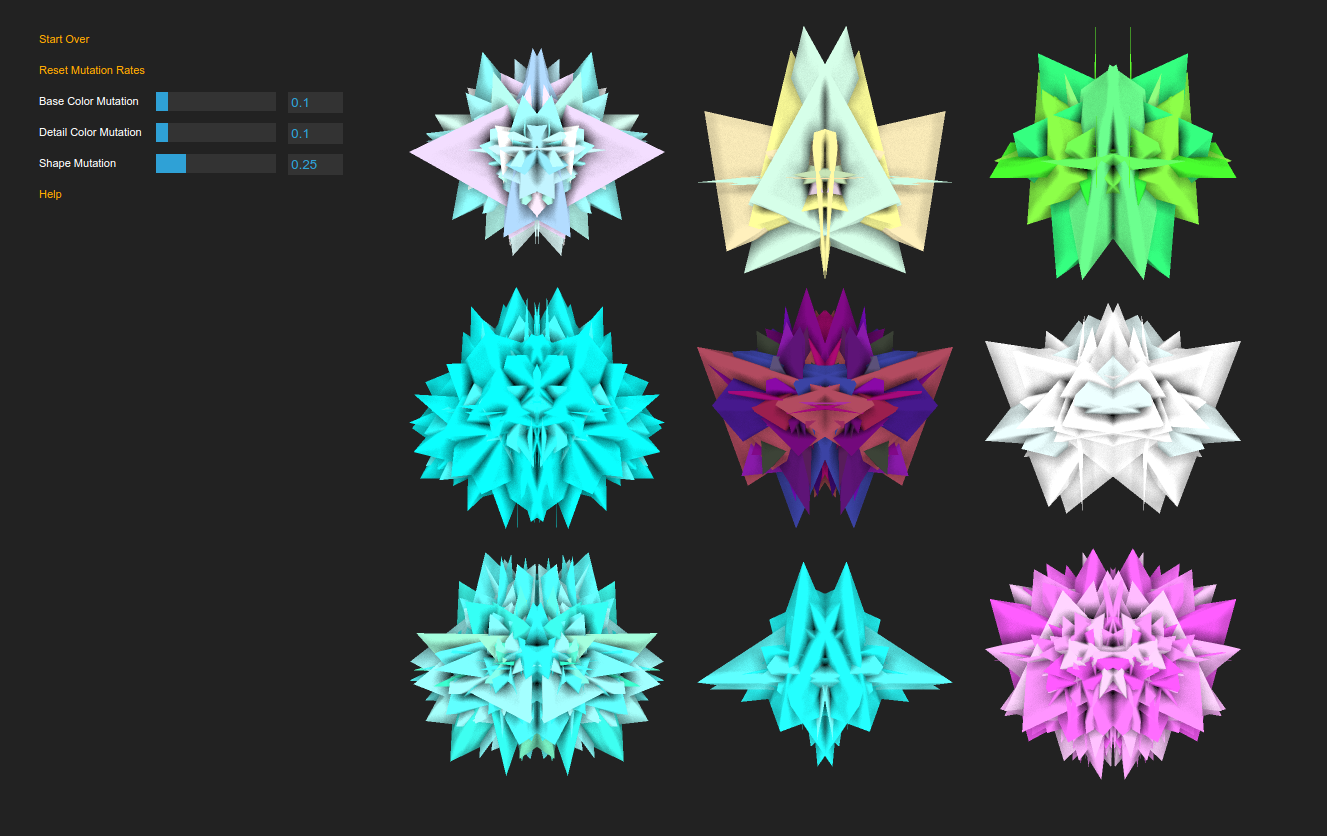 Start Over
Reset Mutation Rates
Base Color Mutation 0.1
Detail Color Mutation 0.1
Shape Mutation 0.25
Help